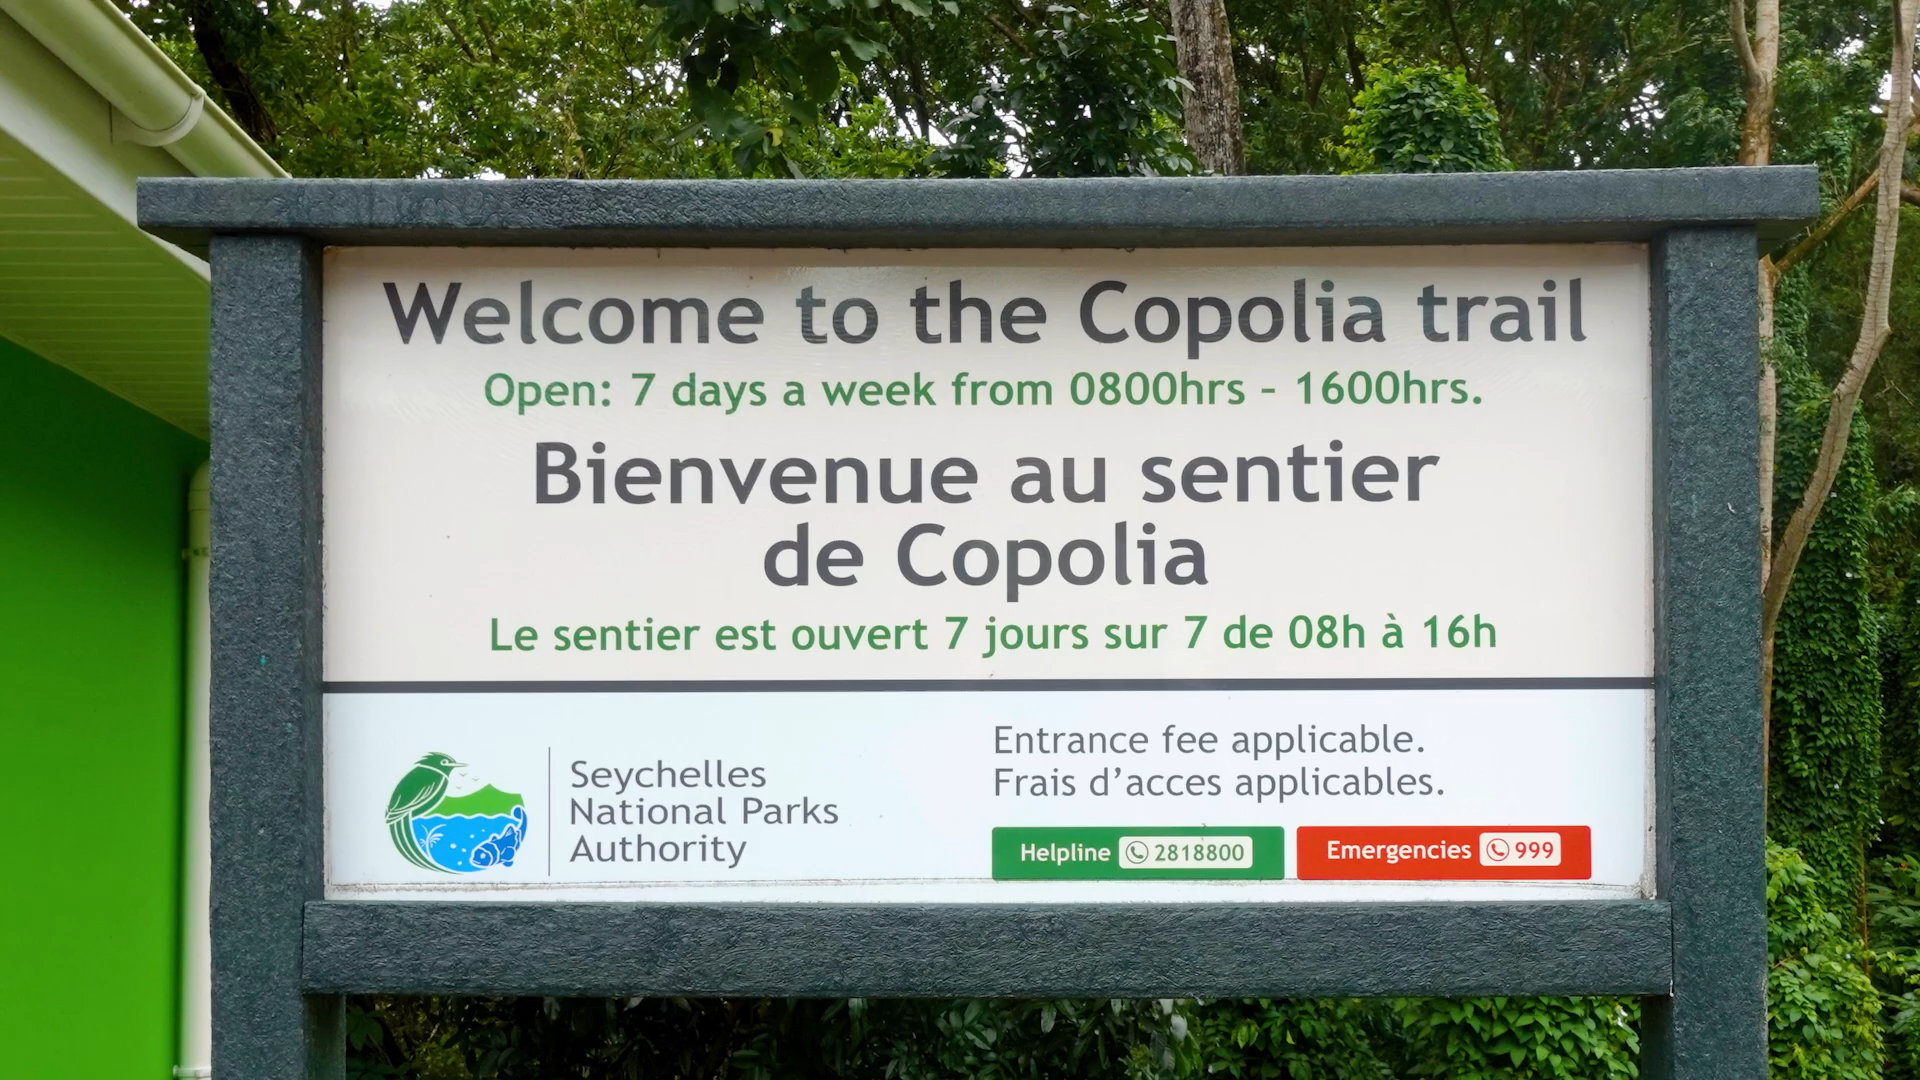 Welcome to the Copolia trail
Open: 7 days a week from 0800hrs - 1600hrs.
Bienvenue au sentier
de Copolia
Le sentier est ouvert 7 jours sur 7 de 08h à 16h
Seychelles
National Parks
Authority
Entrance fee applicable.
Frais d’acces applicables.
Helpline 2818800
Emergencies 999